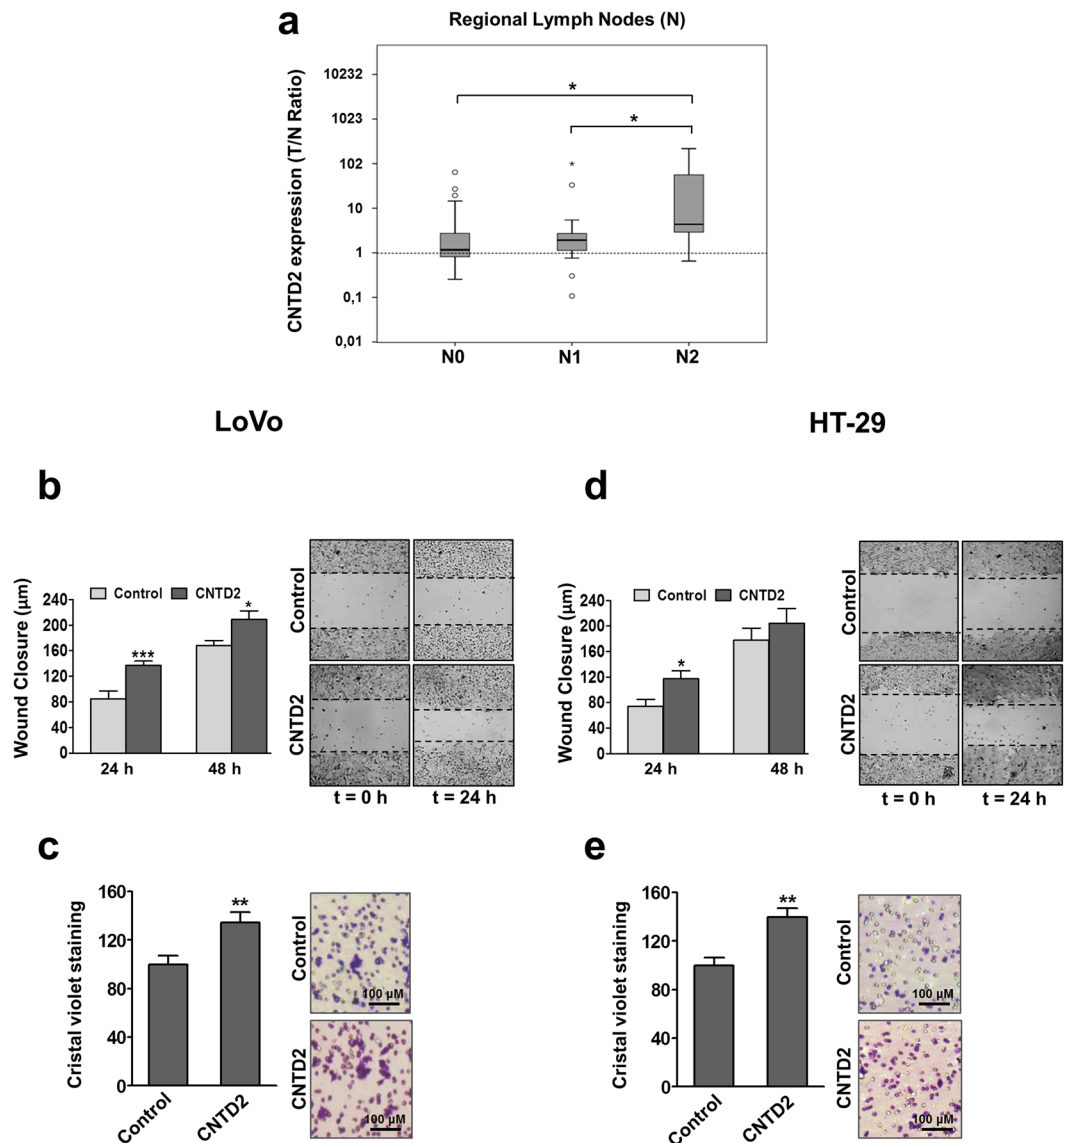 a
Regional Lymph Nodes (N)
CNTD2 expression (T/N Ratio)
10232
1023
102
10
1
0,1
0,01
*
*
*
N0
N1
N2
LoVo
HT-29
b
Wound Closure (µm)
Control
CNTD2
240
200
160
120
80
40
0
***
*
24 h
48 h
Control
CNTD2
t = 0 h
t = 24 h
d
Wound Closure (µm)
Control
CNTD2
240
200
160
120
80
40
0
*
24 h
48 h
Control
CNTD2
t = 0 h
t = 24 h
c
Cristal violet staining
160
120
80
40
0
**
Control
CNTD2
Control
100 µM
CNTD2
100 µM
e
Cristal violet staining
160
120
80
40
0
**
Control
CNTD2
Control
100 µM
CNTD2
100 µM